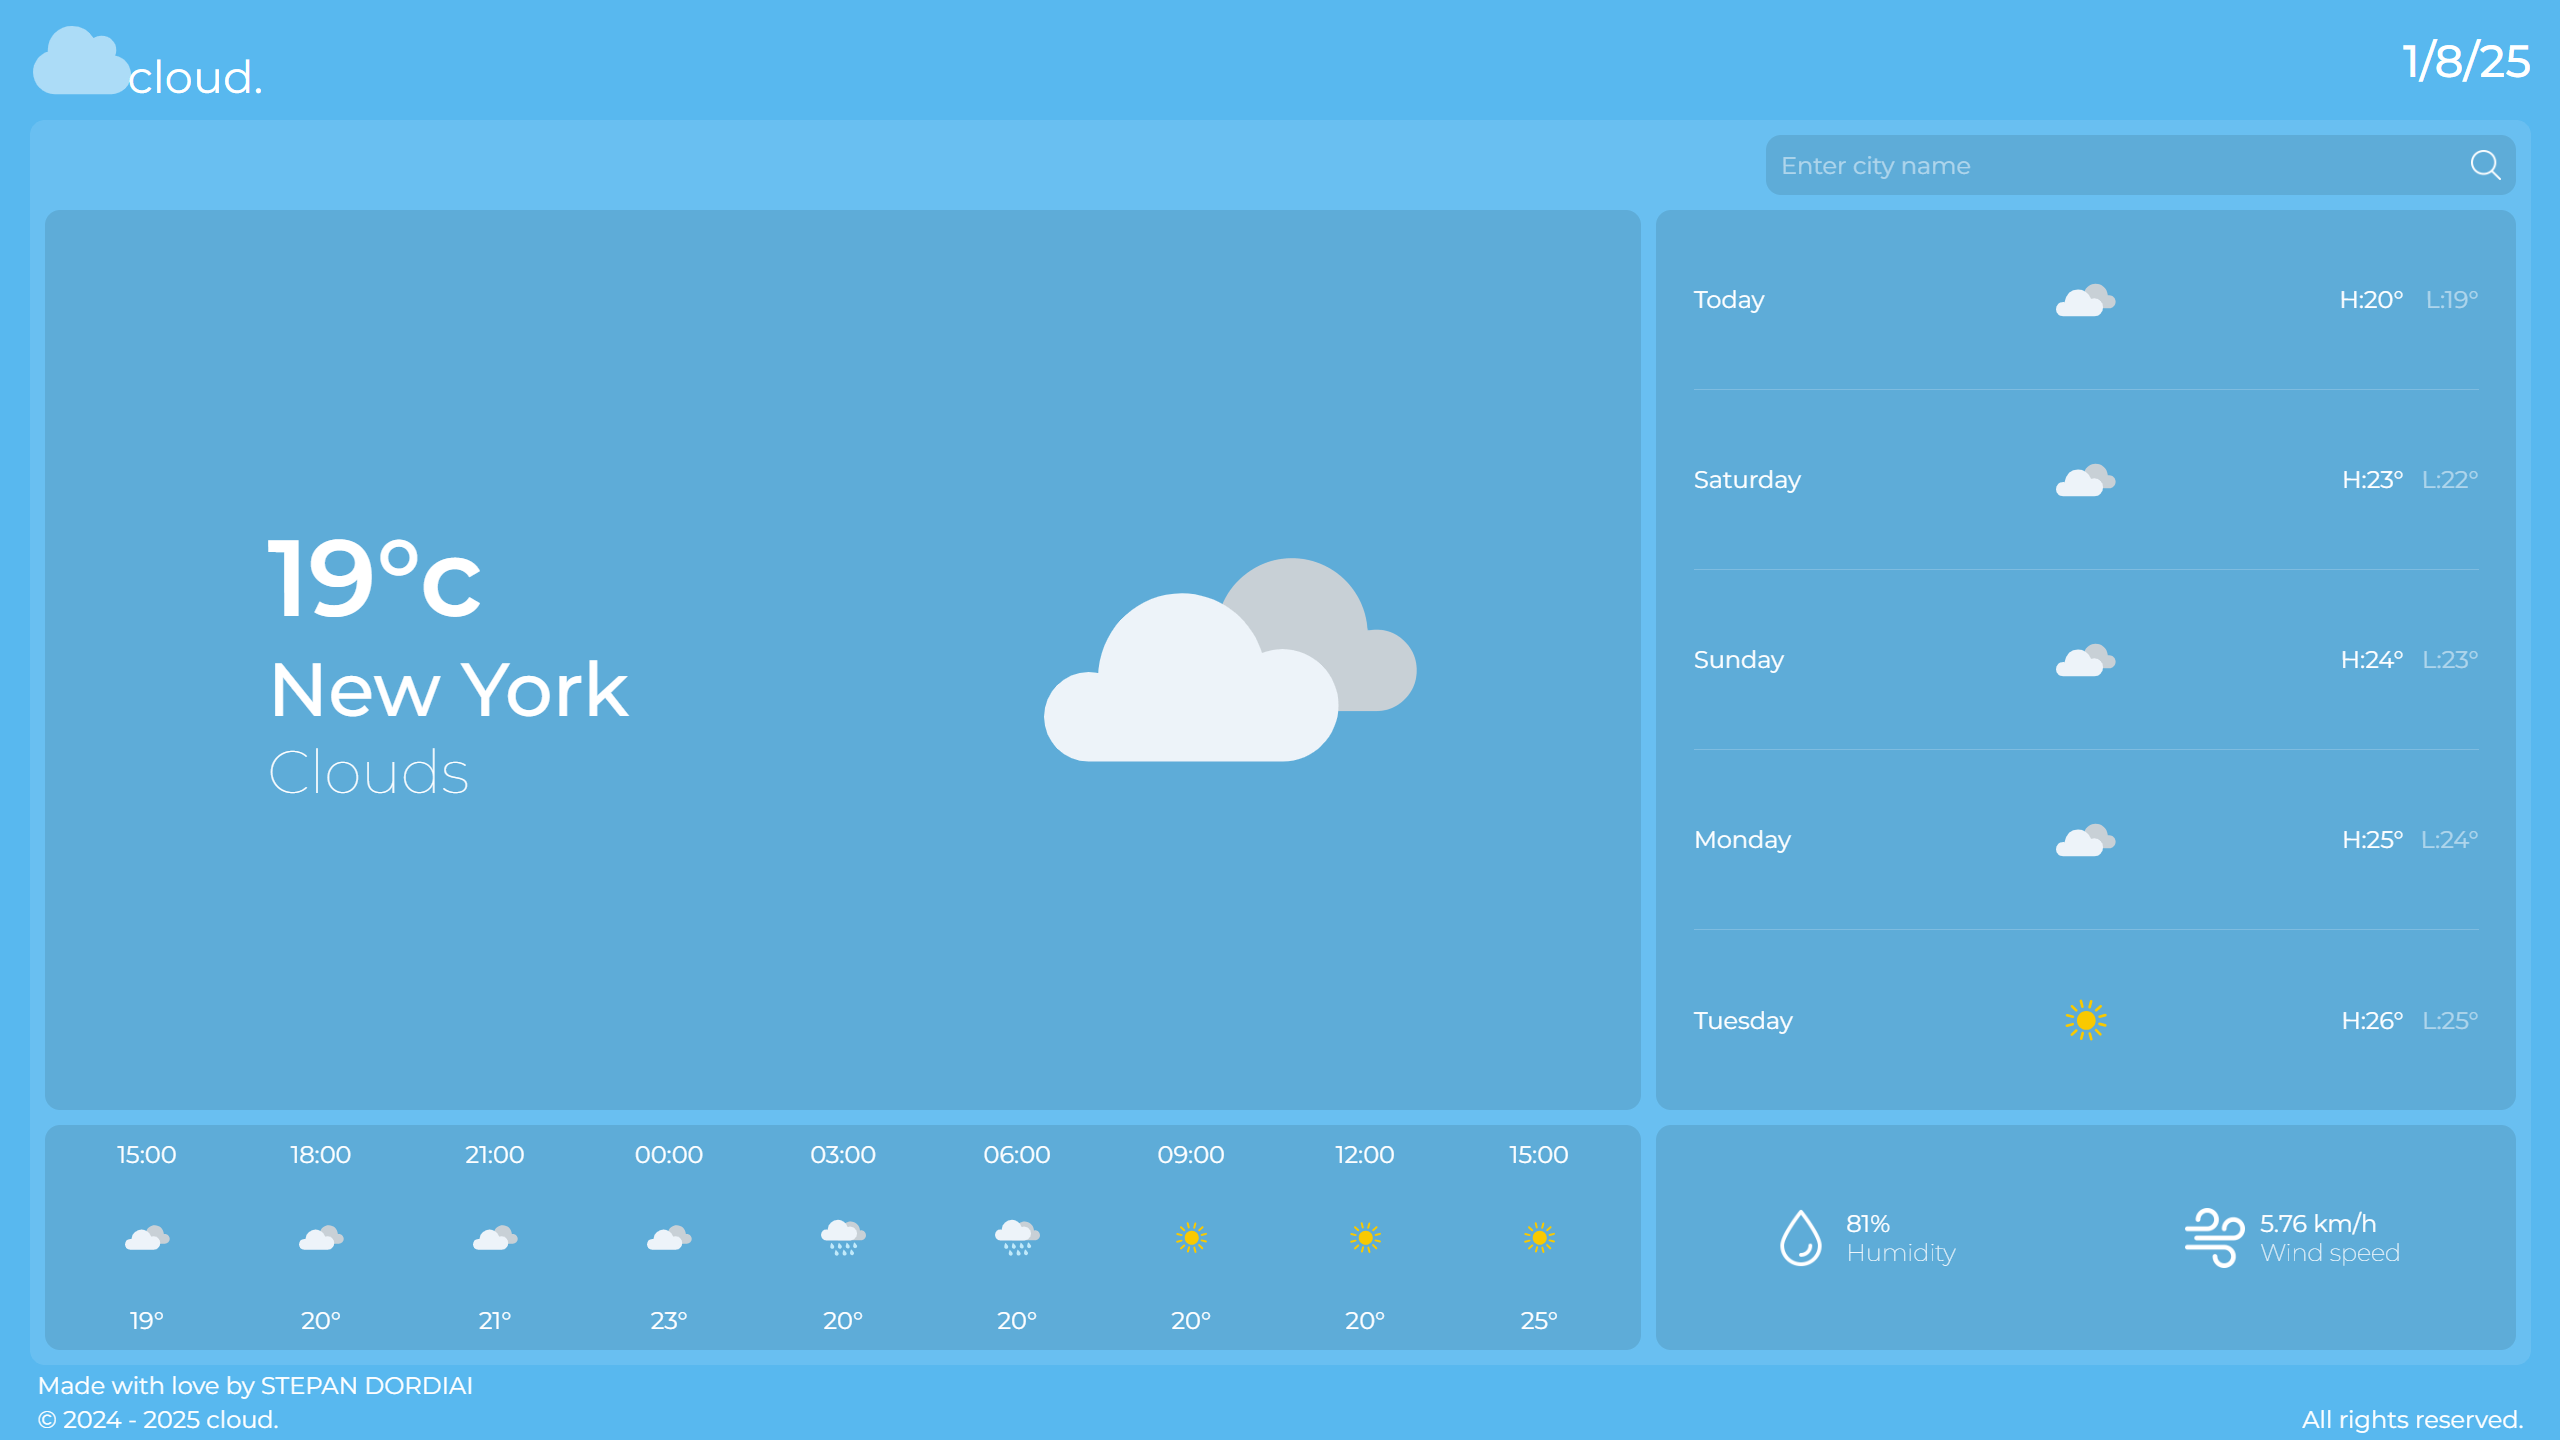 cloud.
1/8/25
Enter city name
19°c
New York
Clouds
Today H:20° L:19°
Saturday H:23° L:22°
Sunday H:24° L:23°
Monday H:25° L:24°
Tuesday H:26° L:25°
15:00 18:00 21:00 00:00 03:00 06:00 09:00 12:00 15:00
19° 20° 21° 23° 20° 20° 20° 20° 25°
81%
Humidity
5.76 km/h
Wind speed
Made with love by STEPAN DORDIAI
© 2024 - 2025 cloud.
All rights reserved.